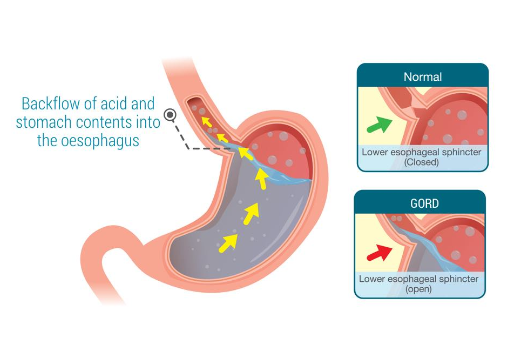 Backflow of acid and
stomach contents into
the oesophagus
Normal
Lower esophageal sphincter
(Closed)
GORD
Lower esophageal sphincter
(open)